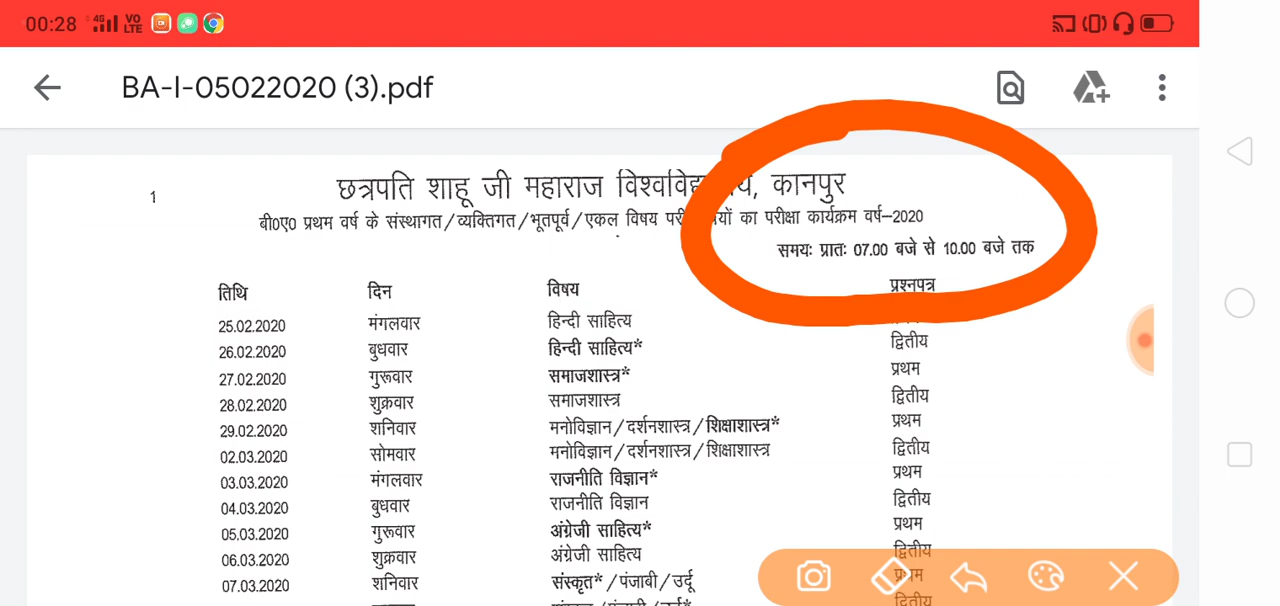 00:28 4G VO LTE
BA-I-05022020 (3).pdf
1
छत्रपति शाहू जी महाराज कानपुर
बी0ए0 प्रथम वर्ष के संस्थागत/व्यक्तिगत/भूतपूर्व/एकल विषय का परीक्षा कार्यक्रम वर्ष–2020
समयः प्रातः 07.00 बजे से 10.00 बजे तक
तिथि दिन विषय प्रश्नपत्र
25.02.2020 मंगलवार हिन्दी साहित्य
26.02.2020 बुधवार हिन्दी साहित्य* द्वितीय
27.02.2020 गुरूवार समाजशास्त्र* प्रथम
28.02.2020 शुक्रवार समाजशास्त्र द्वितीय
29.02.2020 शनिवार मनोविज्ञान/दर्शनशास्त्र/शिक्षाशास्त्र* प्रथम
02.03.2020 सोमवार मनोविज्ञान/दर्शनशास्त्र/शिक्षाशास्त्र द्वितीय
03.03.2020 मंगलवार राजनीति विज्ञान* प्रथम
04.03.2020 बुधवार राजनीति विज्ञान द्वितीय
05.03.2020 गुरूवार अंग्रेजी साहित्य* प्रथम
06.03.2020 शुक्रवार अंग्रेजी साहित्य द्वितीय
07.03.2020 शनिवार संस्कृत*/पंजाबी/उर्दू प्रथम